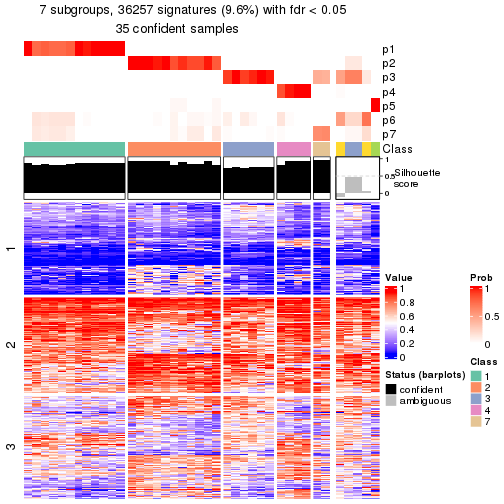 7 subgroups, 36257 signatures (9.6%) with fdr < 0.05
35 confident samples
p1
p2
p3
p4
p5
p6
p7
Class
1
0.5
0
Silhouette
score
1
2
3
Value
1
0.8
0.6
0.4
0.2
0
Prob
1
0.5
0
Status (barplots)
confident
ambiguous
Class
1
2
3
4
7